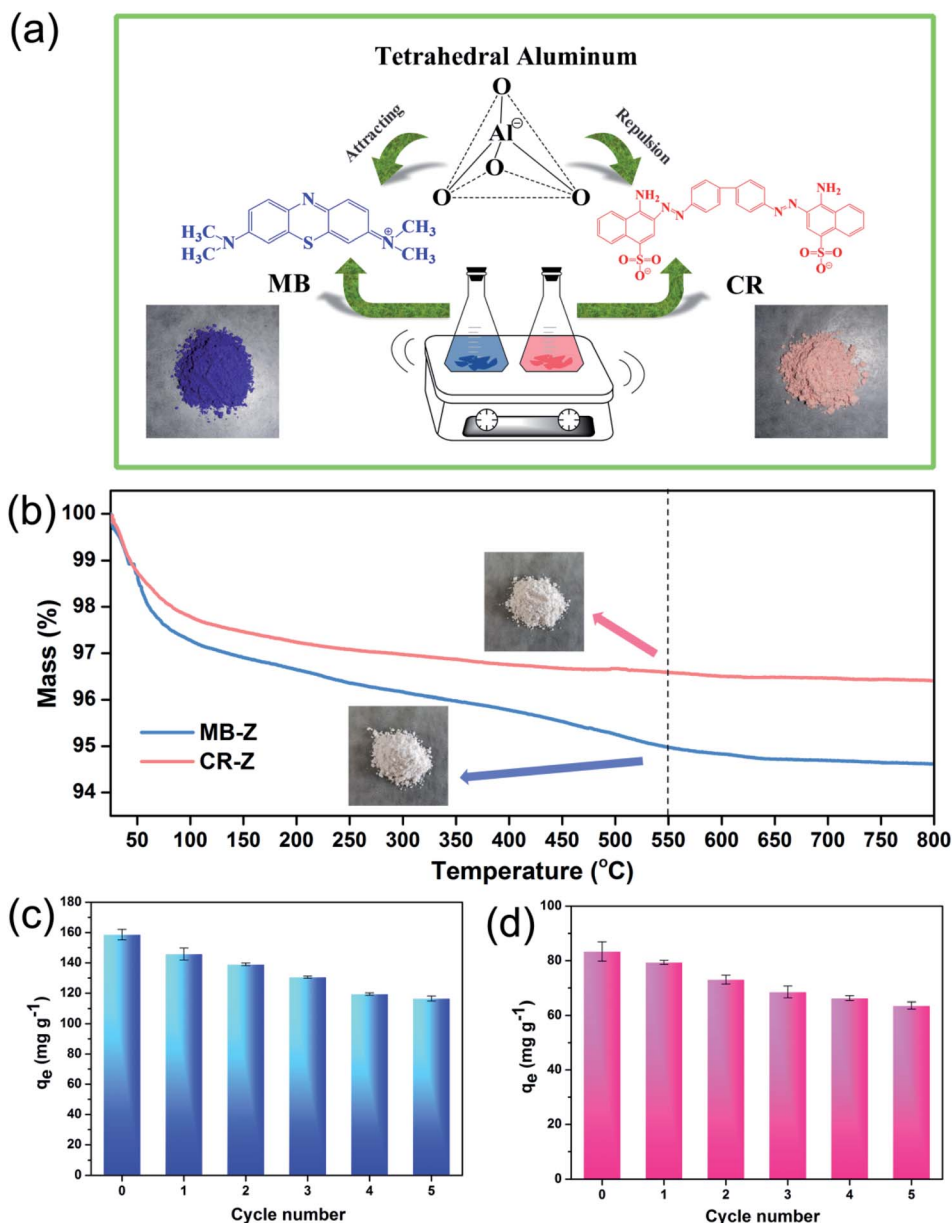 (a)
Tetrahedral Aluminum
O
Attracting
Al⊖
Repulsion
O
O
O
N
H₃C
N
H₃C
S
N⊕
CH₃
CH₃
NH₂
N=N
N=N
NH₂
O=S=O
O⊖
O=S=O
O⊖
MB
CR
(b)
100
99
98
97
96
95
94
Mass (%)
MB-Z
CR-Z
50 100 150 200 250 300 350 400 450 500 550 600 650 700 750 800
Temperature (°C)
(c)
180
160
140
120
100
80
60
40
20
0
qₑ (mg g⁻¹)
0 1 2 3 4 5
Cycle number
(d)
100
80
60
40
20
0
qₑ (mg g⁻¹)
0 1 2 3 4 5
Cycle number